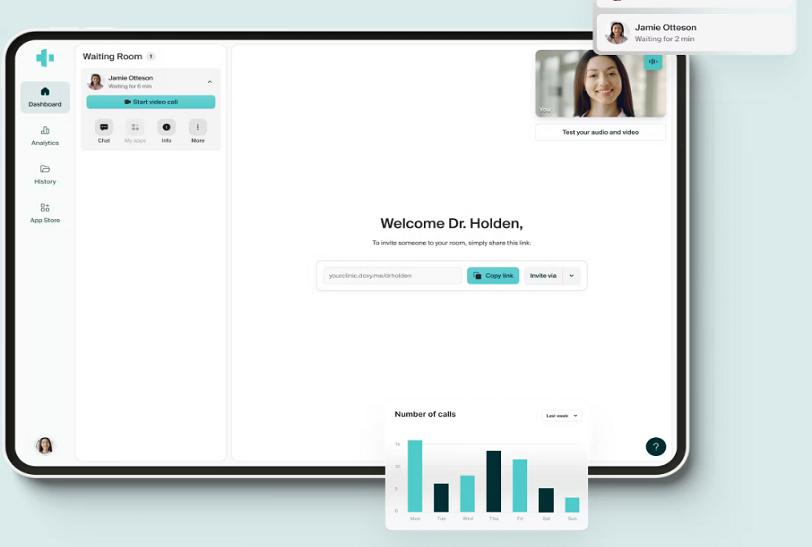 Jamie Otteson
Waiting for 2 min
Waiting Room 1
Jamie Otteson
Waiting for 6 min
Start video call
Chat
My apps
Info
More
Dashboard
Analytics
History
App Store
You
Test your audio and video
Welcome Dr. Holden,
To invite someone to your room, simply share this link:
yourclinic.doxy.me/drholden
Copy link
Invite via
Number of calls
Last week
15
10
5
0
Mon Tue Wed Thu Fri Sat Sun
?